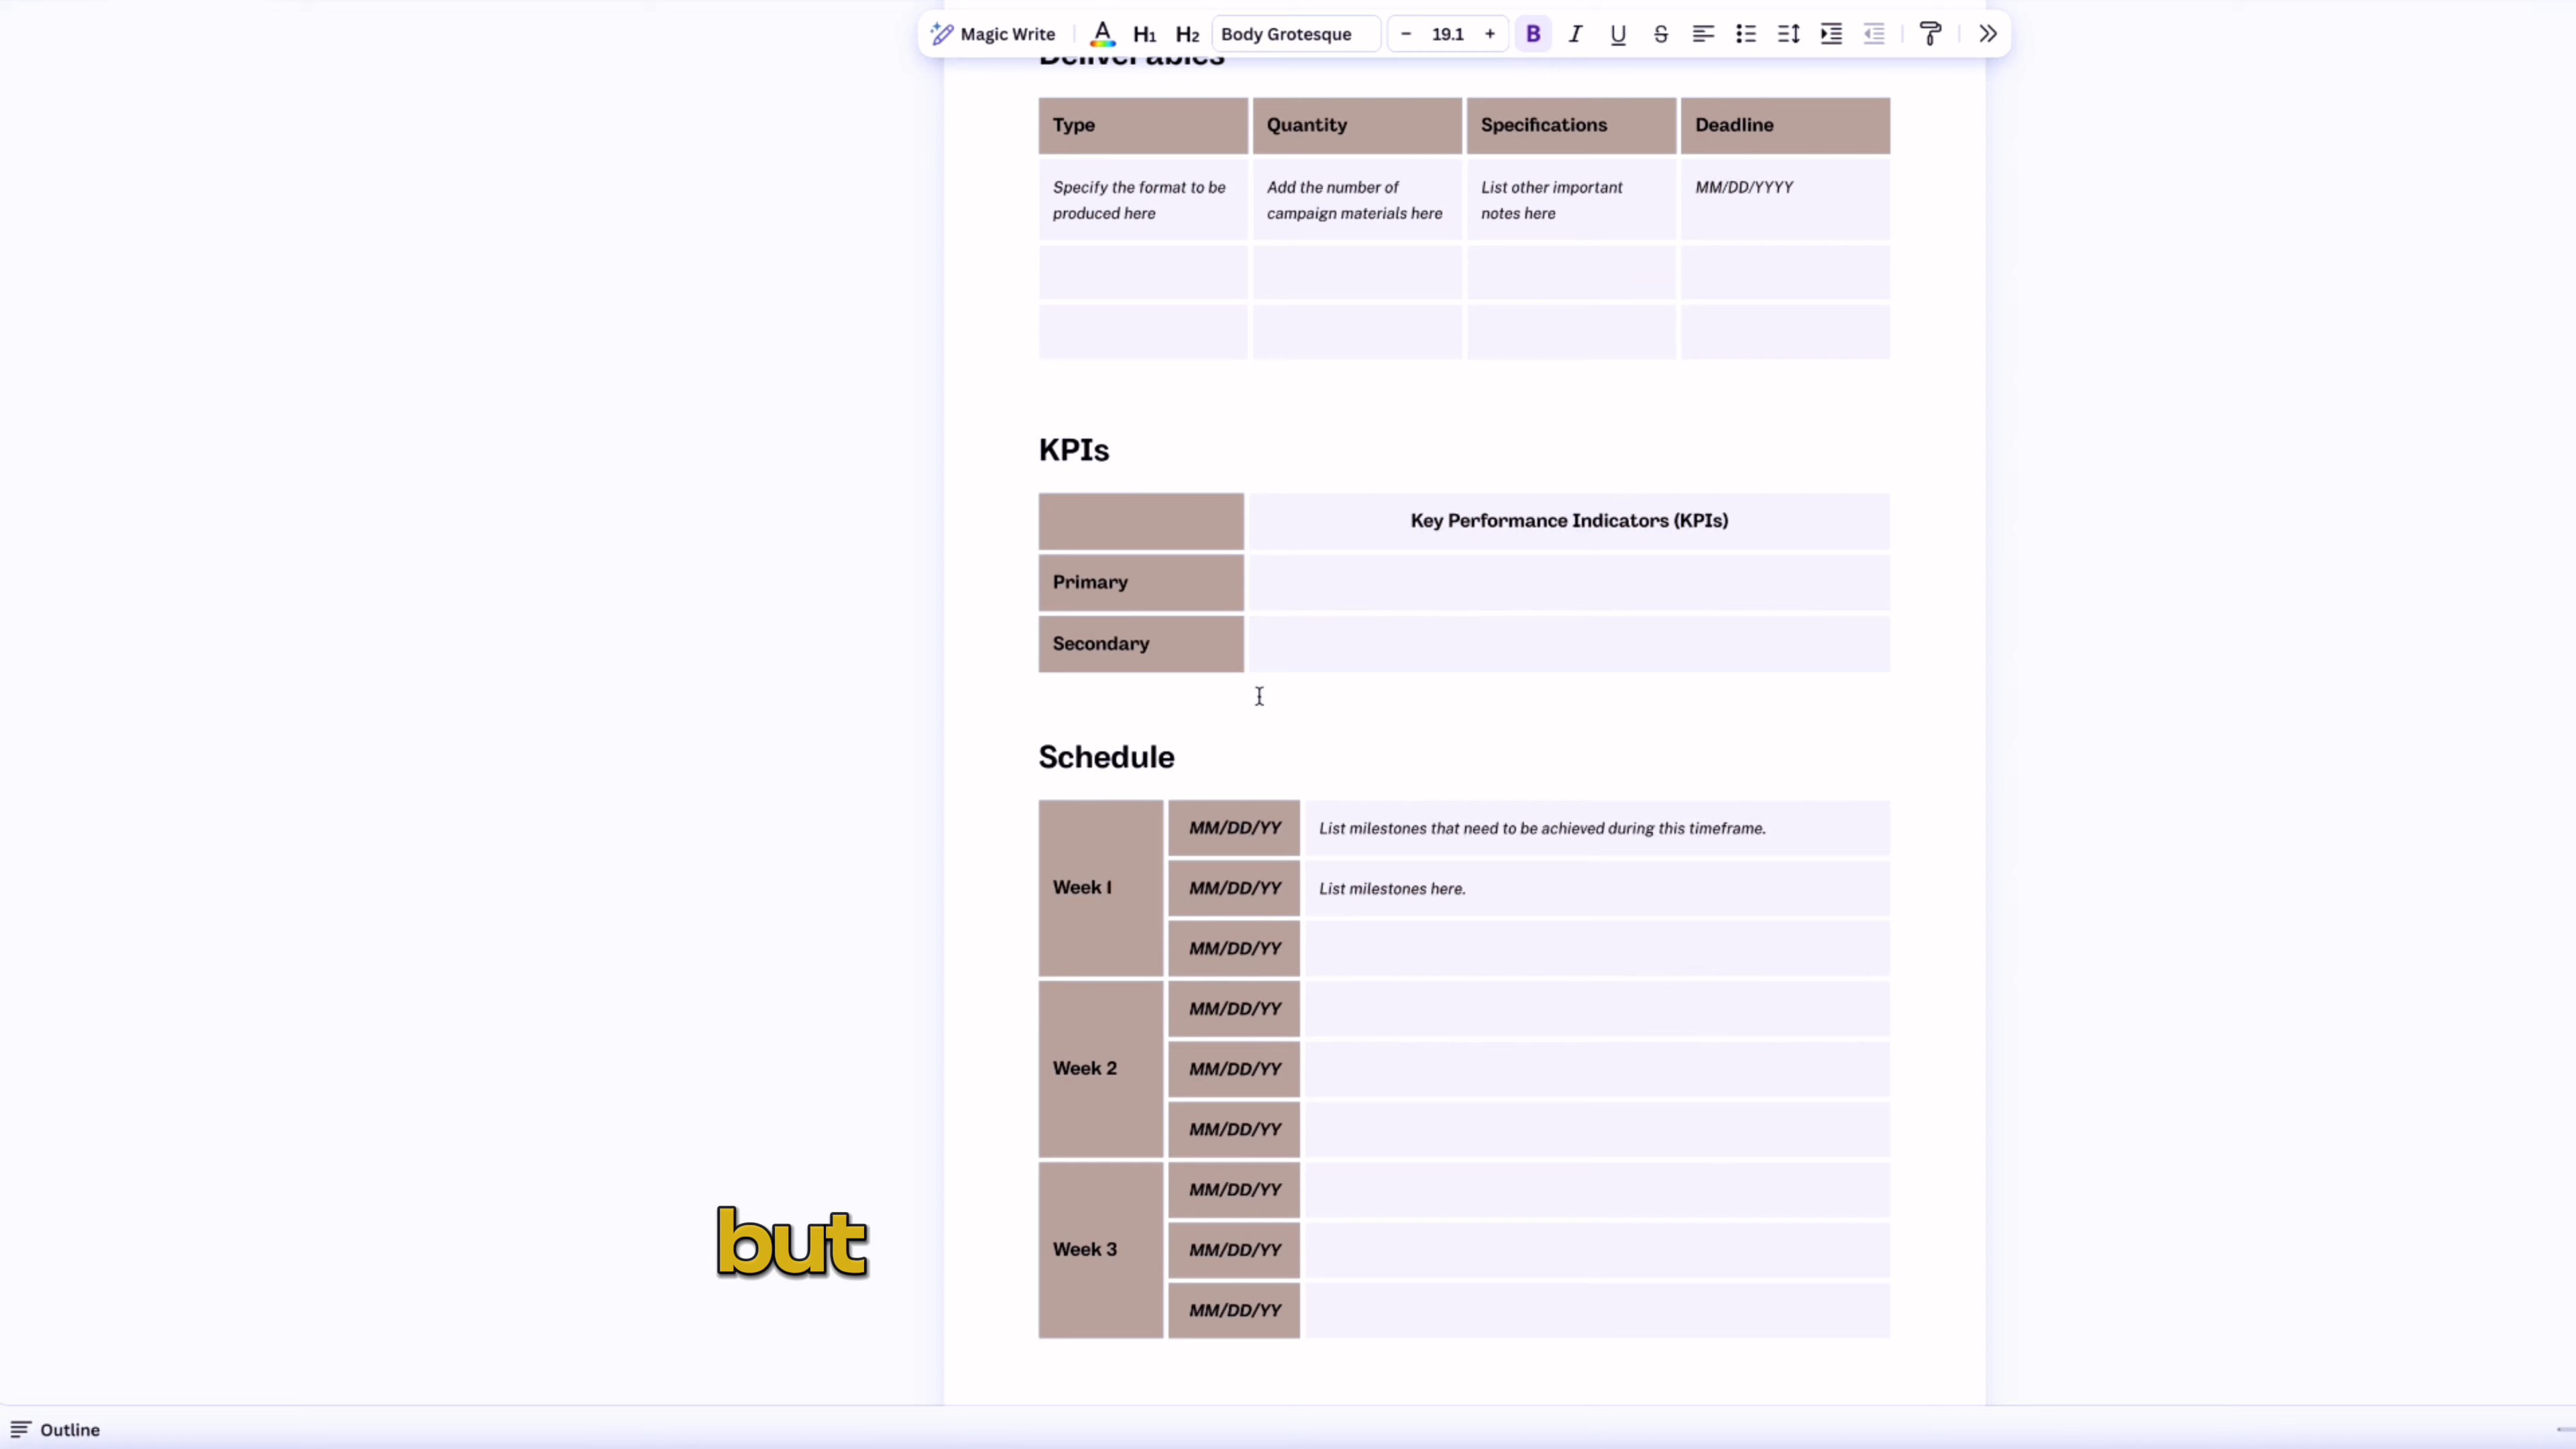 Magic Write A H1 H2 Body Grotesque - 19.1 + B I U S
Deliverables
Type Quantity Specifications Deadline
Specify the format to be produced here
Add the number of campaign materials here
List other important notes here
MM/DD/YYYY
KPIs
Key Performance Indicators (KPIs)
Primary
Secondary
Schedule
Week 1
MM/DD/YY List milestones that need to be achieved during this timeframe.
MM/DD/YY List milestones here.
MM/DD/YY
Week 2
MM/DD/YY
MM/DD/YY
MM/DD/YY
Week 3
MM/DD/YY
MM/DD/YY
MM/DD/YY
but
Outline